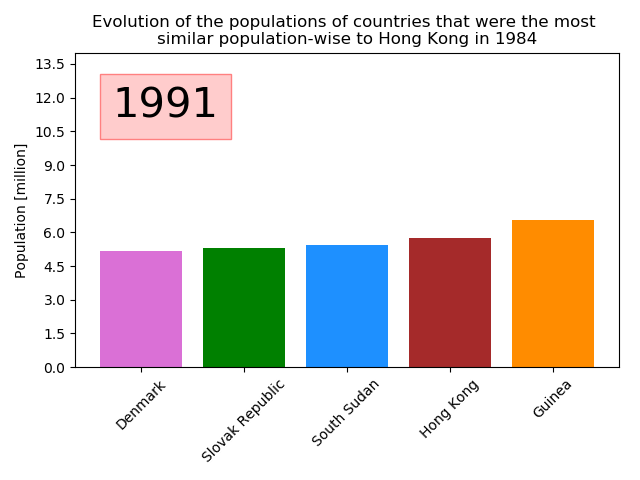 Evolution of the populations of countries that were the most
similar population-wise to Hong Kong in 1984
1991
Population [million]
13.5
12.0
10.5
9.0
7.5
6.0
4.5
3.0
1.5
0.0
Denmark
Slovak Republic
South Sudan
Hong Kong
Guinea